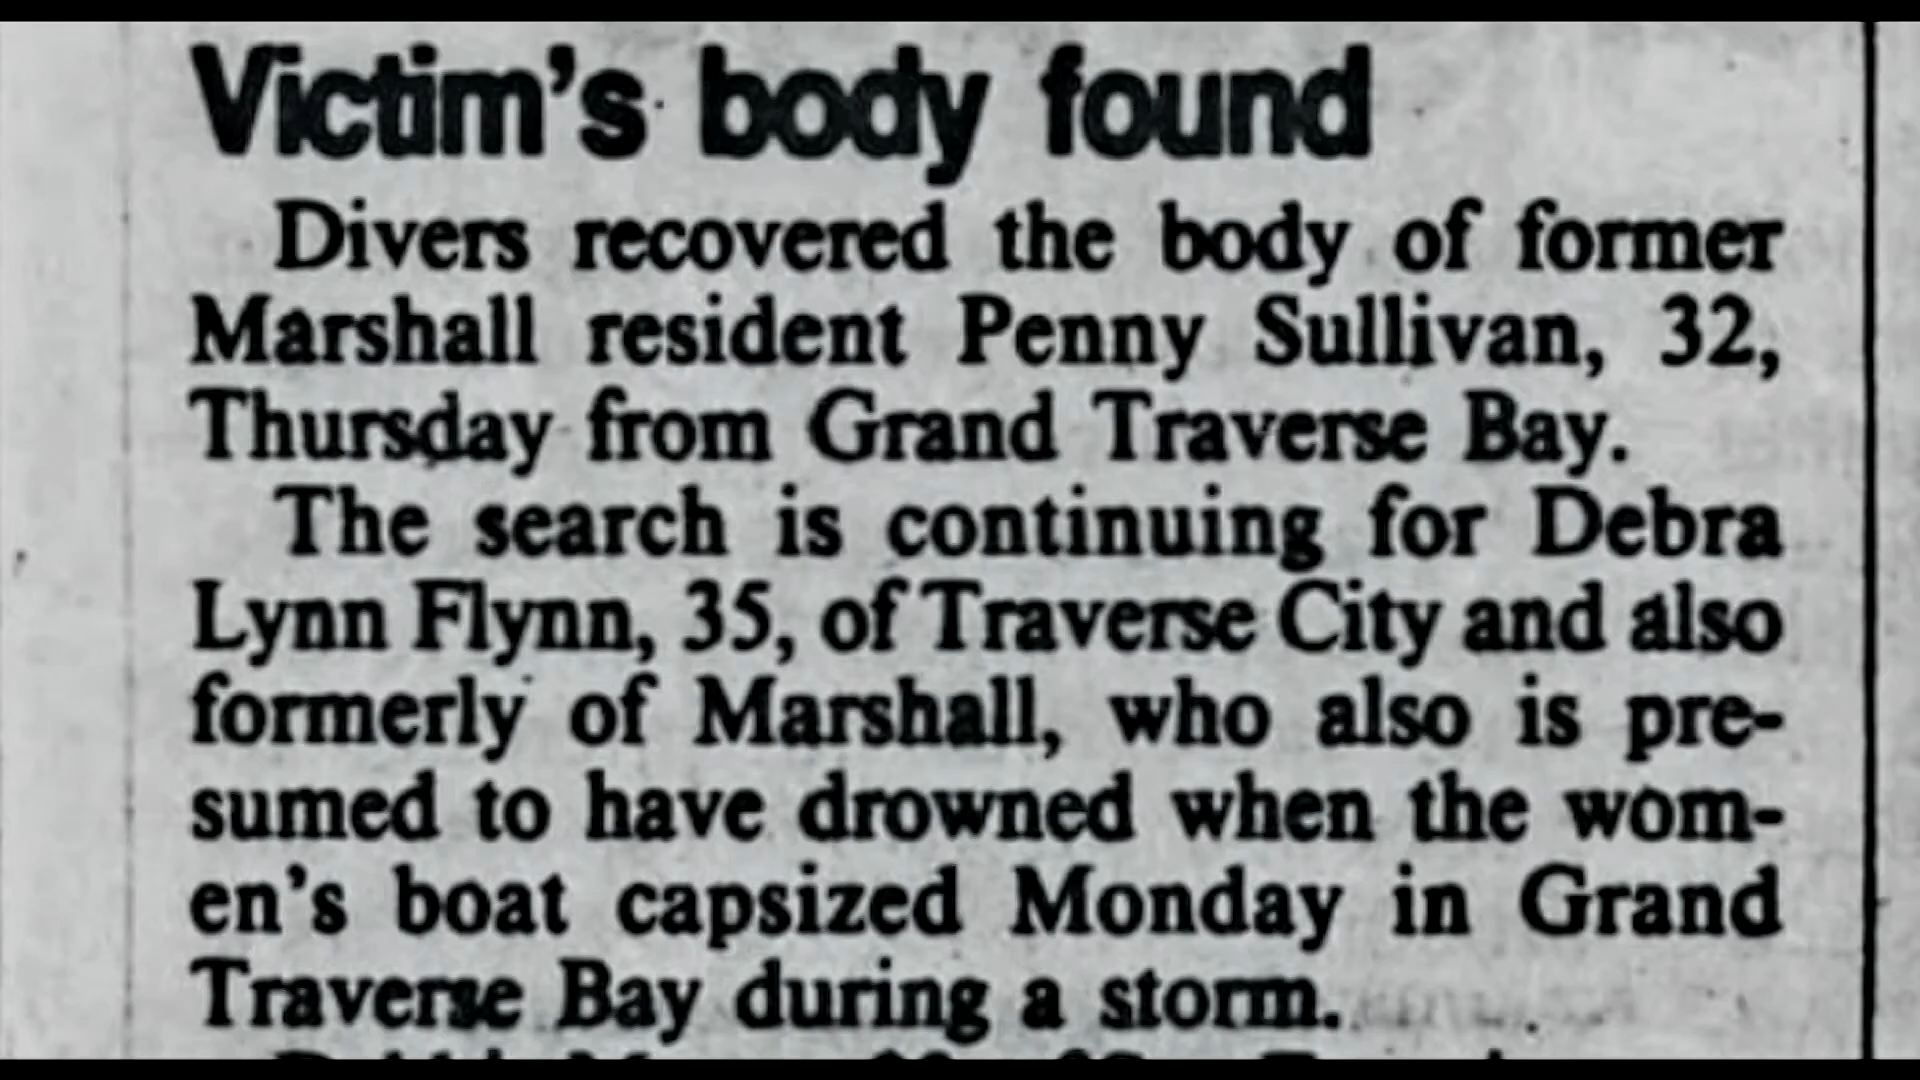 Victim's body found
Divers recovered the body of former
Marshall resident Penny Sullivan, 32,
Thursday from Grand Traverse Bay.
The search is continuing for Debra
Lynn Flynn, 35, of Traverse City and also
formerly of Marshall, who also is pre-
sumed to have drowned when the wom-
en's boat capsized Monday in Grand
Traverse Bay during a storm.